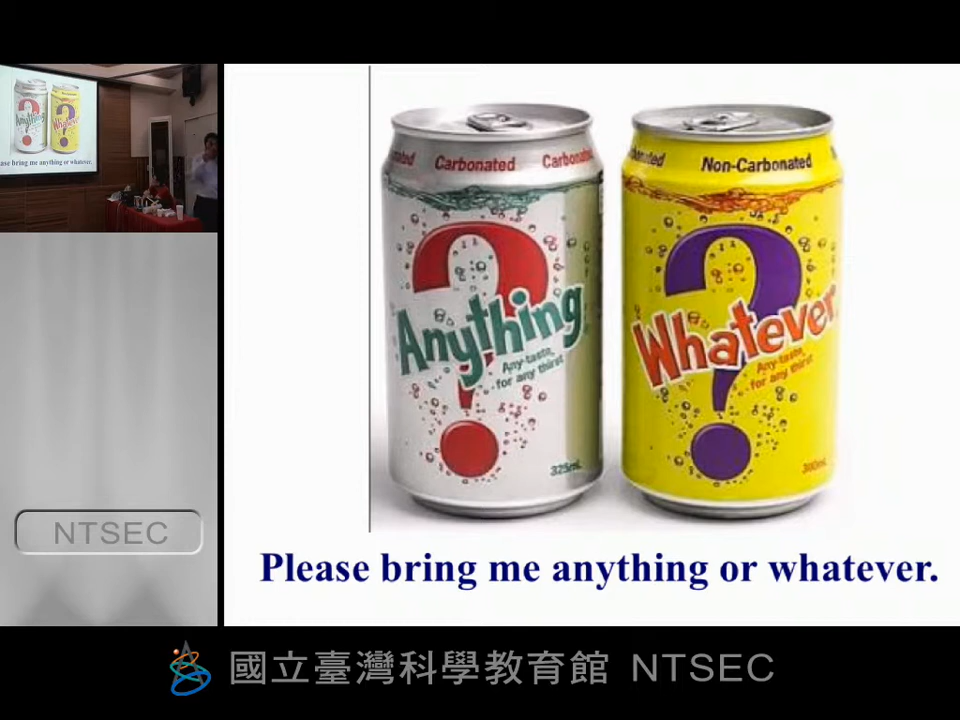 Carbonated
Carbonated
Anything
Any-taste,
for any thirst
325mL
Non-Carbonated
Whatever
Any-taste,
for any thirst
300mL
Please bring me anything or whatever.
NTSEC
國立臺灣科學教育館 NTSEC